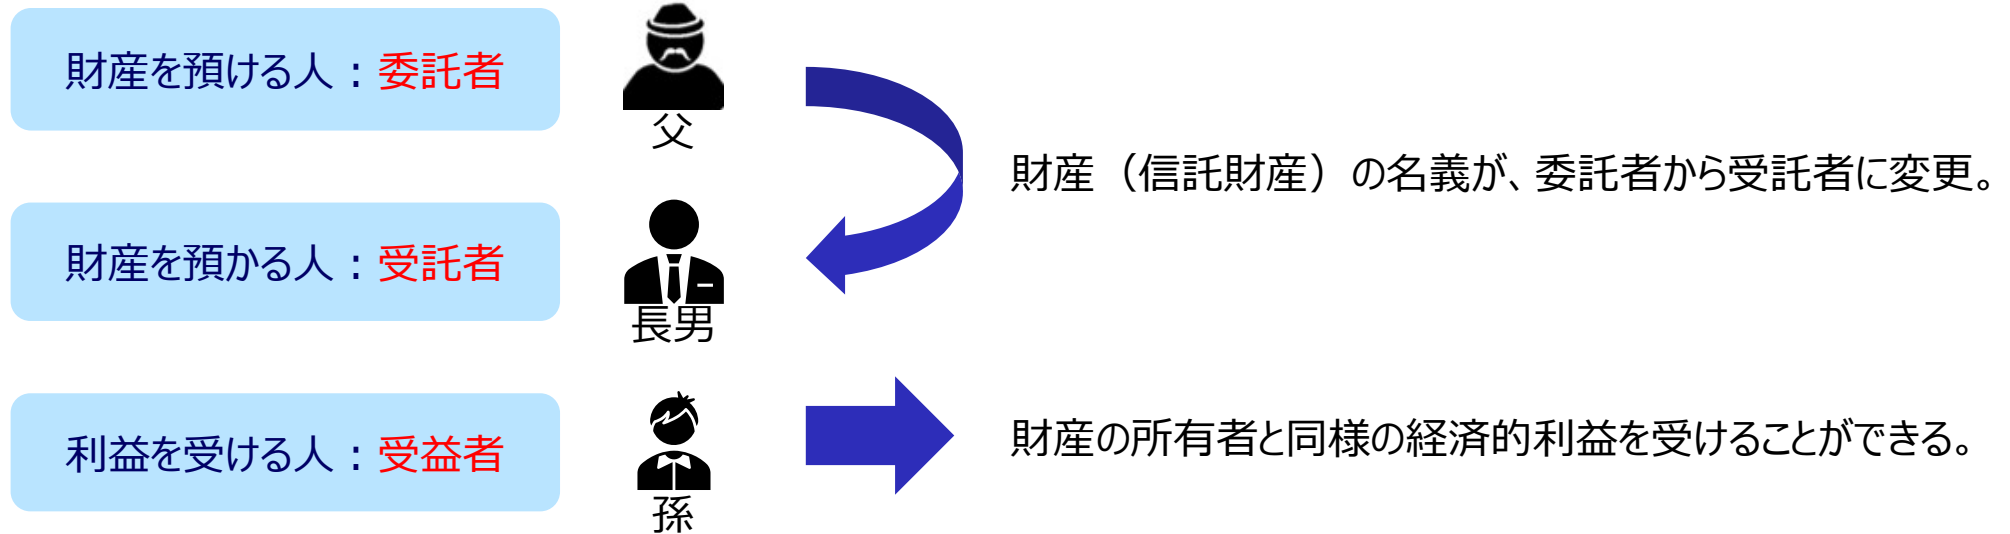 財産を預ける人：委託者
父
財産（信託財産）の名義が、委託者から受託者に変更。
財産を預かる人：受託者
長男
利益を受ける人：受益者
孫
財産の所有者と同様の経済的利益を受けることができる。